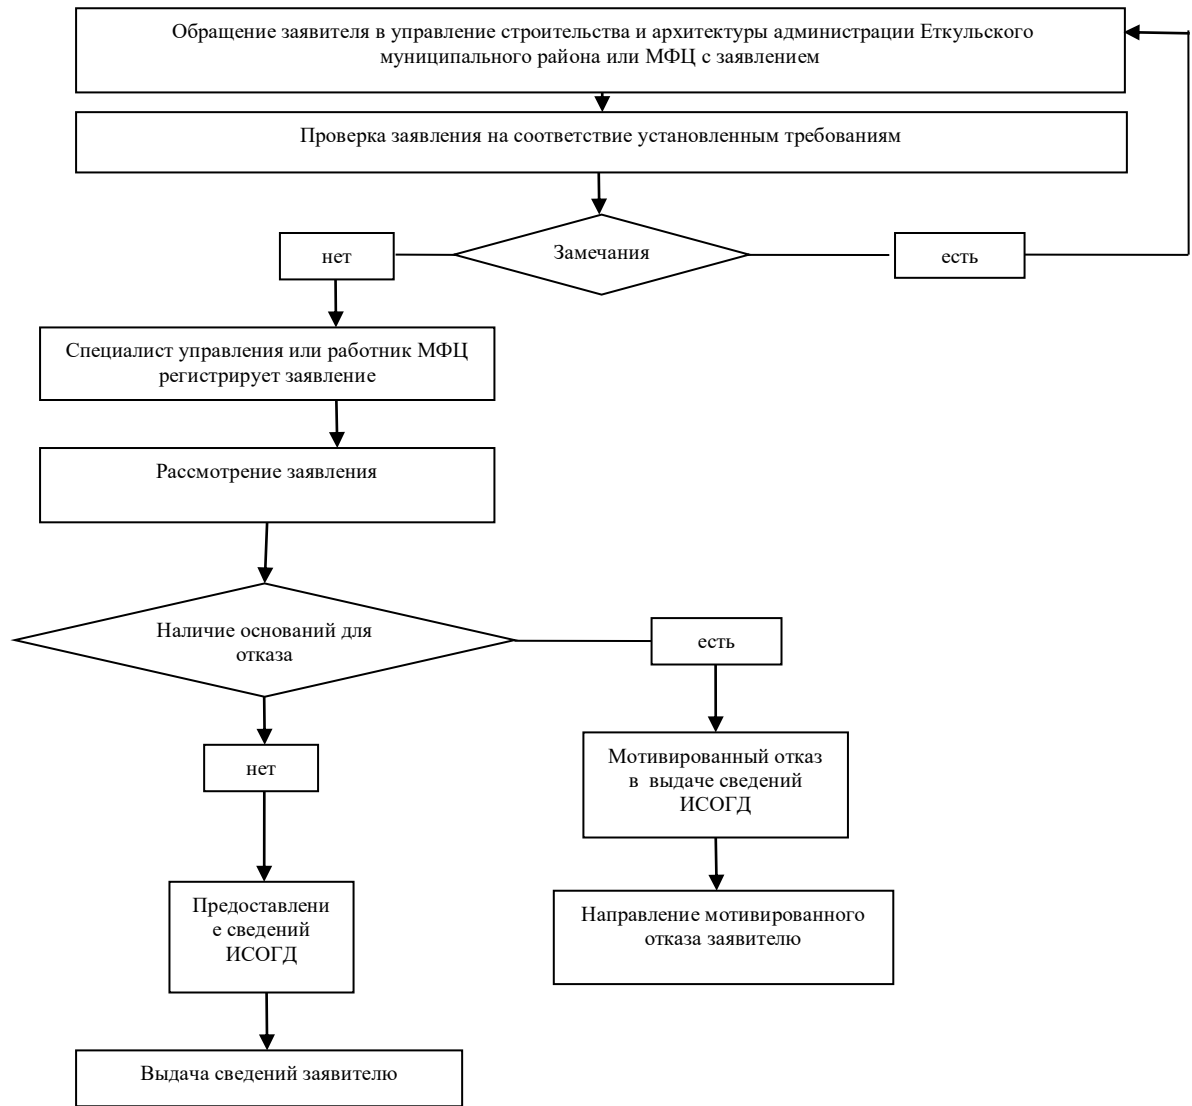 Обращение заявителя в управление строительства и архитектуры администрации Еткульского
муниципального района или МФЦ с заявлением
Проверка заявления на соответствие установленным требованиям
Замечания
нет
есть
Специалист управления или работник МФЦ
регистрирует заявление
Рассмотрение заявления
Наличие оснований для
отказа
есть
нет
Мотивированный отказ
в выдаче сведений
ИСОГД
Предоставлени
е сведений
ИСОГД
Направление мотивированного
отказа заявителю
Выдача сведений заявителю